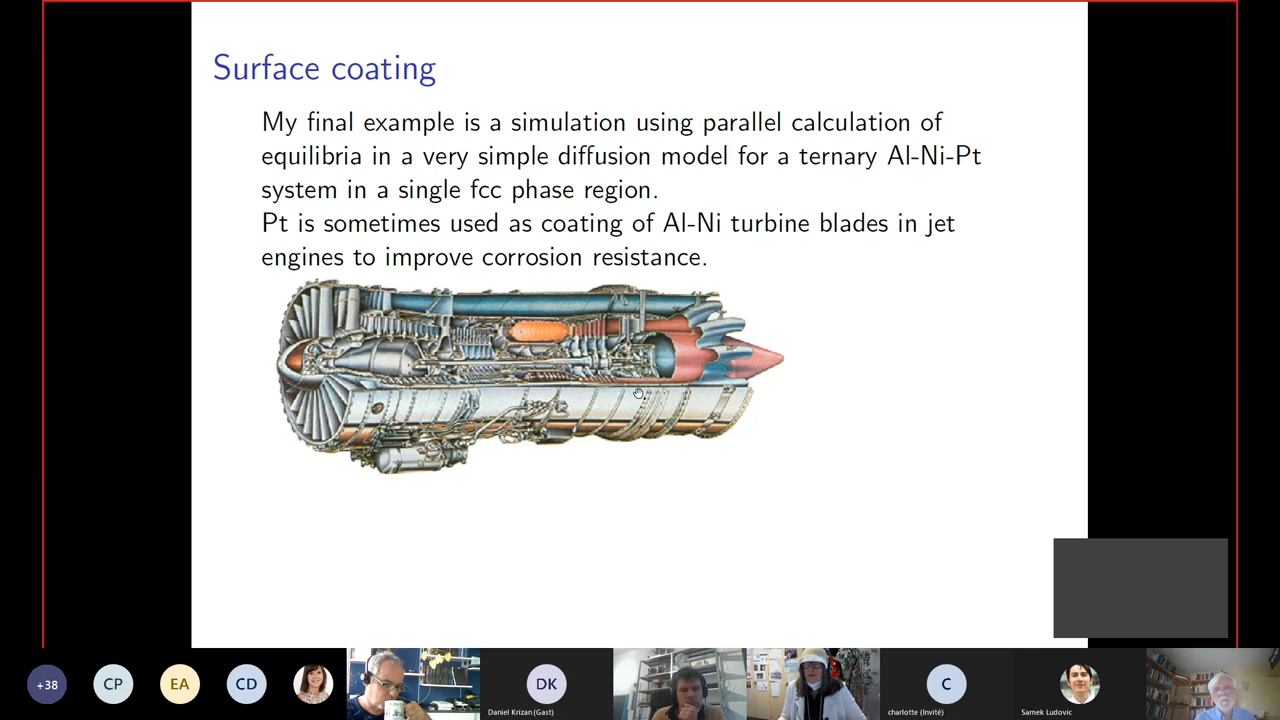 Surface coating
My final example is a simulation using parallel calculation of
equilibria in a very simple diffusion model for a ternary Al-Ni-Pt
system in a single fcc phase region.
Pt is sometimes used as coating of Al-Ni turbine blades in jet
engines to improve corrosion resistance.
+38
CP
EA
CD
DK
Daniel Krizan (Gast)
C
charlotte (Invité)
Samek Ludovic